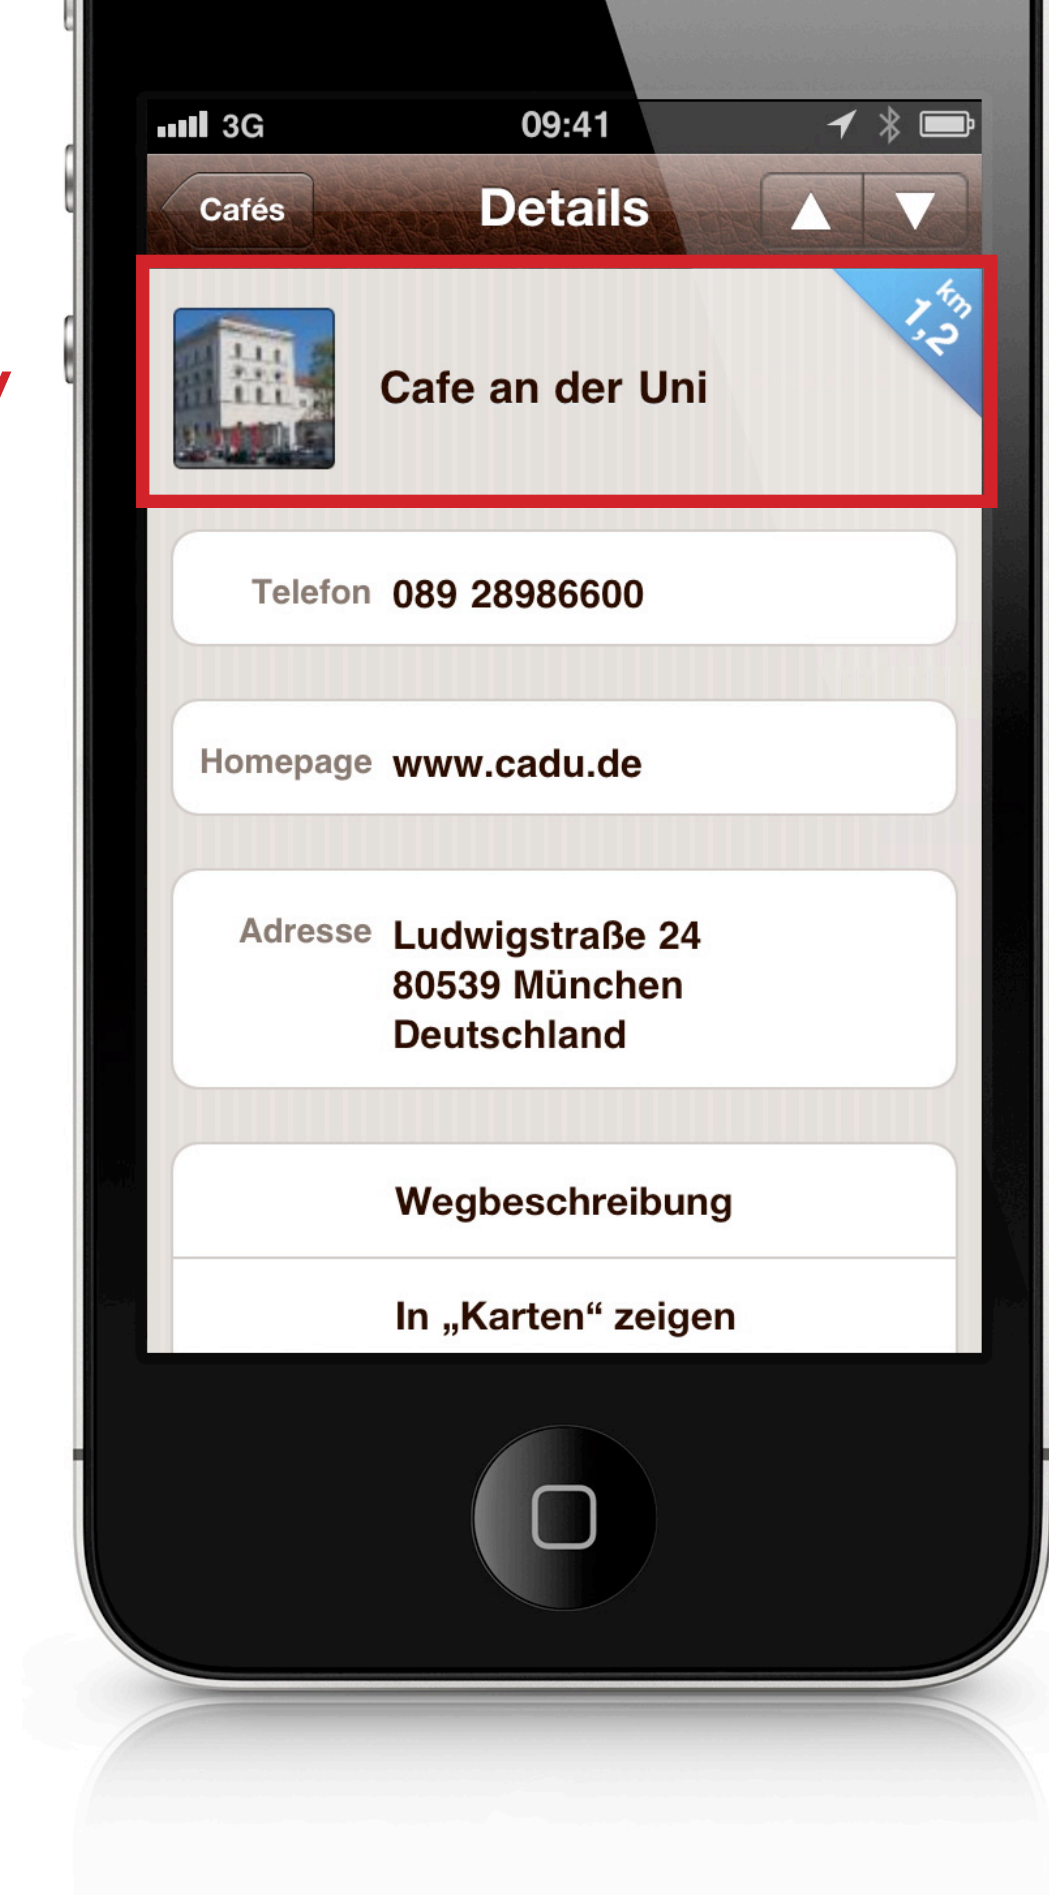 3G 09:41
Cafés Details
km
1,2
Cafe an der Uni
Telefon 089 28986600
Homepage www.cadu.de
Adresse Ludwigstraße 24
80539 München
Deutschland
Wegbeschreibung
In „Karten“ zeigen